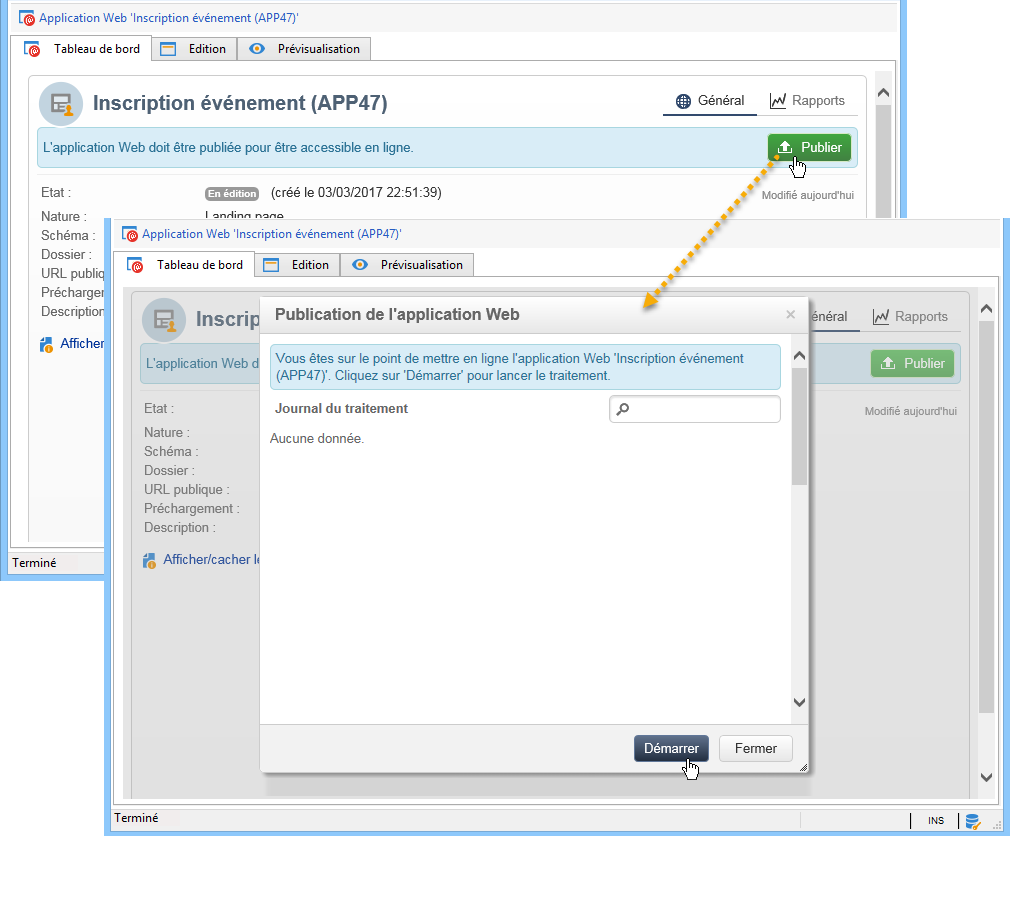 Application Web 'Inscription événement (APP47)'
Tableau de bord
Edition
Prévisualisation
Inscription événement (APP47)
Général
Rapports
L'application Web doit être publiée pour être accessible en ligne.
Publier
Etat :
En édition
(créé le 03/03/2017 22:51:39)
Modifié aujourd'hui
Nature :
Landing page
Schéma :
Dossier :
URL publiq
Précharger
Description
Afficher
Terminé
Application Web 'Inscription événement (APP47)'
Tableau de bord
Edition
Prévisualisation
Inscrip
énéral
Rapports
L'application Web d
Publier
Etat :
Modifié aujourd'hui
Nature :
Schéma :
Dossier :
URL publique :
Préchargement :
Description :
Afficher/cacher le
Publication de l'application Web
Vous êtes sur le point de mettre en ligne l'application Web 'Inscription événement
(APP47)'. Cliquez sur 'Démarrer' pour lancer le traitement.
Journal du traitement
Aucune donnée.
Démarrer
Fermer
Terminé
INS